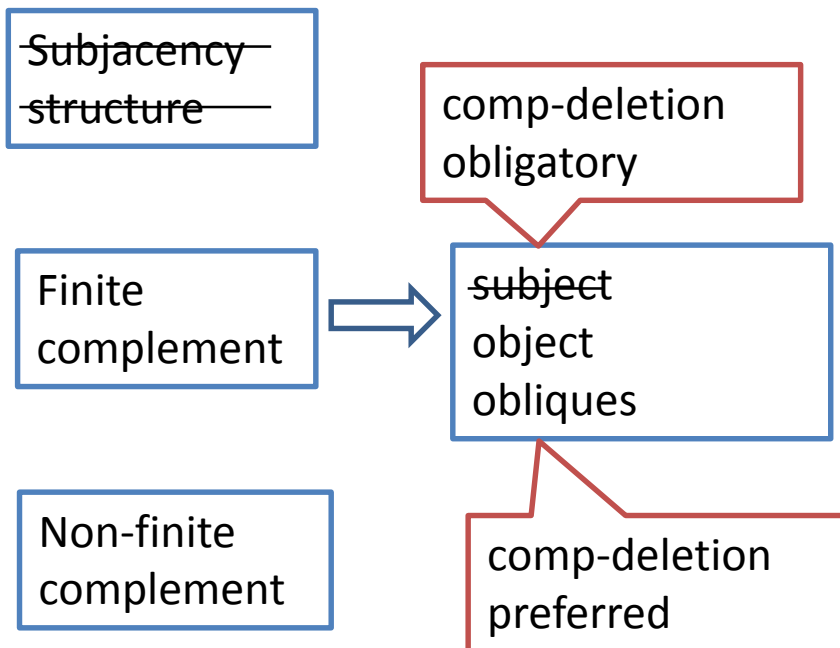 Subjacency
structure
comp-deletion
obligatory
Finite
complement
subject
object
obliques
Non-finite
complement
comp-deletion
preferred